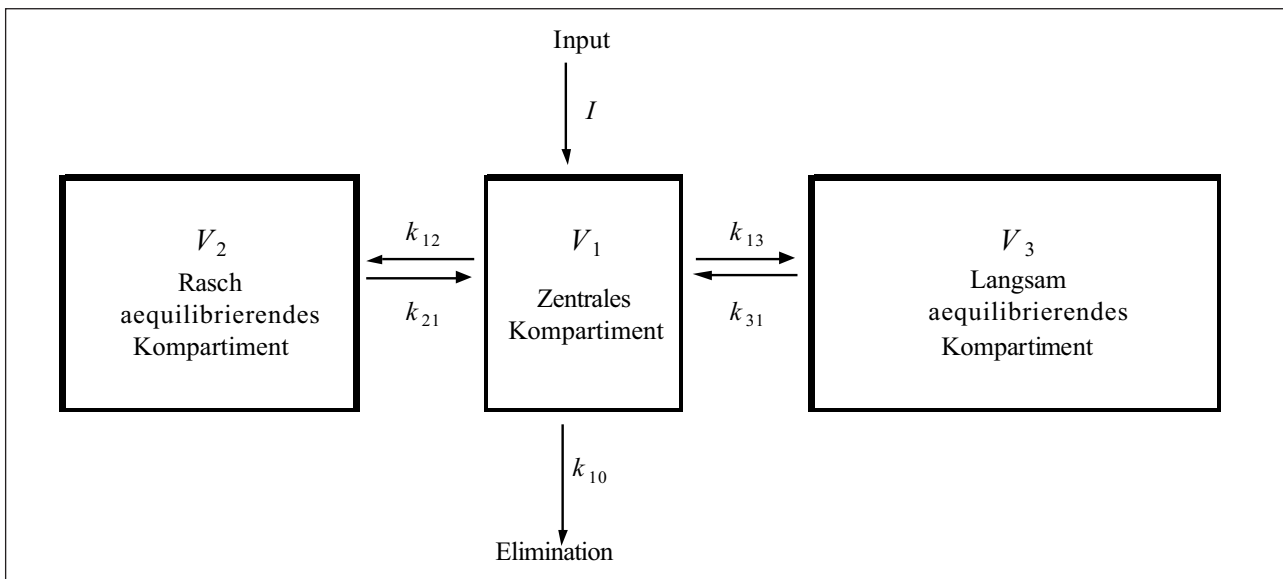 Input
I
V2
Rasch
aequilibrierendes
Kompartiment
k12
k21
V1
Zentrales
Kompartiment
k13
k31
V3
Langsam
aequilibrierendes
Kompartiment
k10
Elimination